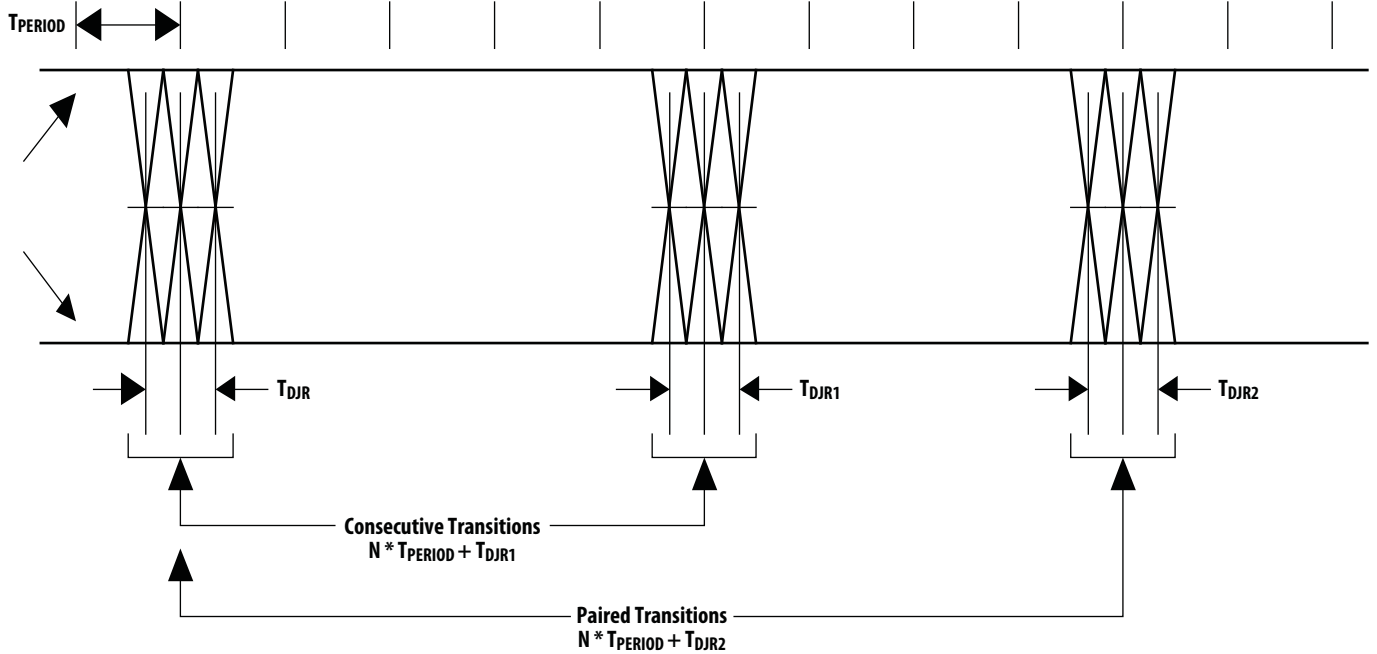 TPERIOD
TDJR
TDJR1
TDJR2
Consecutive Transitions
N * TPERIOD + TDJR1
Paired Transitions
N * TPERIOD + TDJR2